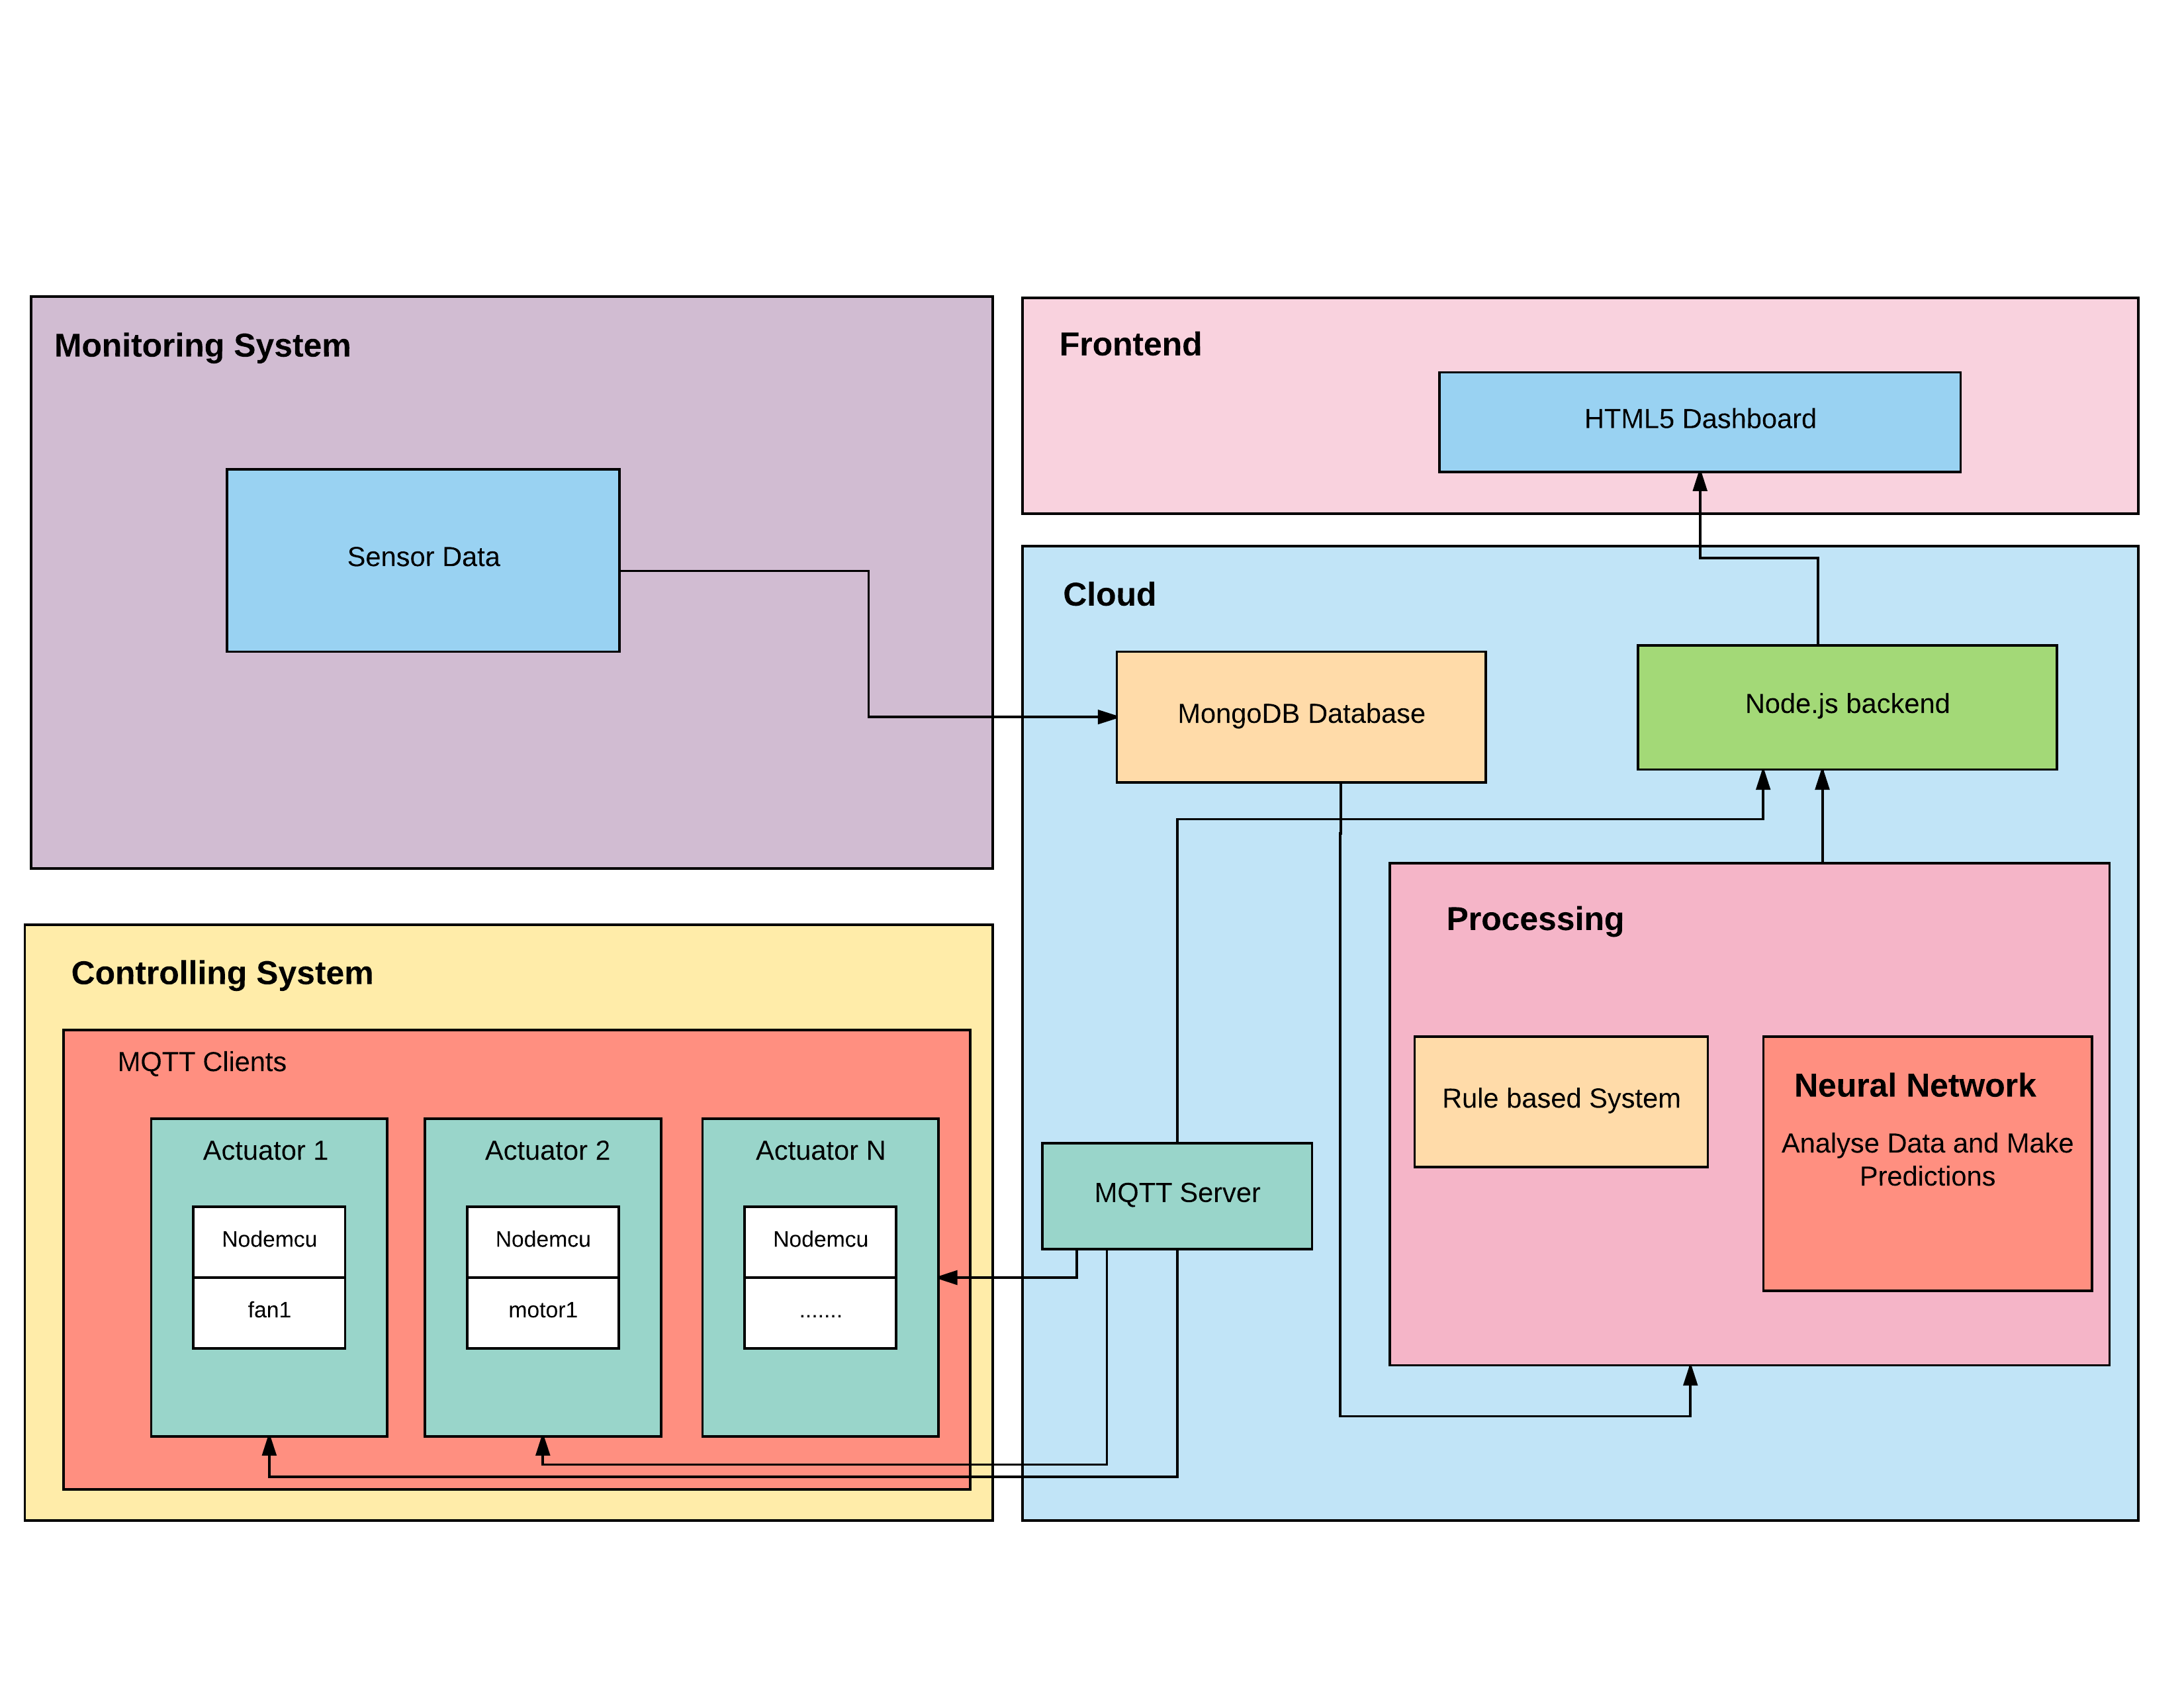 Monitoring System
Sensor Data
Frontend
HTML5 Dashboard
Cloud
MongoDB Database
Node.js backend
Processing
Rule based System
Neural Network
Analyse Data and Make
Predictions
MQTT Server
Controlling System
MQTT Clients
Actuator 1
Nodemcu
fan1
Actuator 2
Nodemcu
motor1
Actuator N
Nodemcu
.......